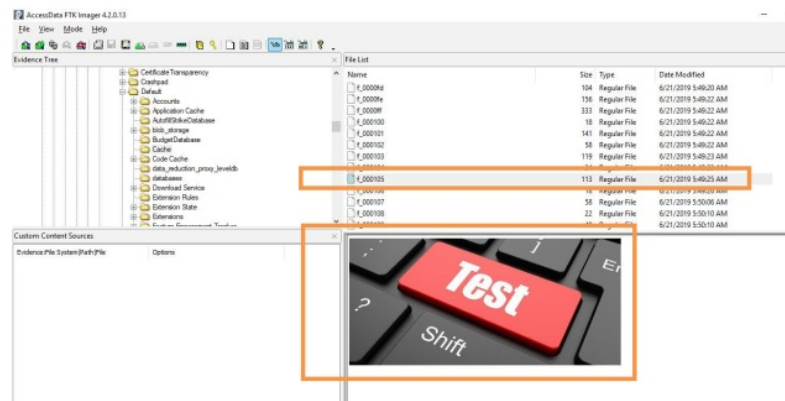 AccessData FTK Imager 4.2.0.13
File View Mode Help
Evidence Tree
File List
Certificate Transparency
Crashpad
Default
Accounts
Application Cache
AutofillStrikeDatabase
blob_storage
BudgetDatabase
Cache
Code Cache
data_reduction_proxy_leveldb
databases
Download Service
Extension Rules
Extension State
Extensions
Name Size Type Date Modified
f_0000fd 104 Regular File 6/21/2019 5:49:20 AM
f_0000fe 156 Regular File 6/21/2019 5:49:22 AM
f_0000ff 333 Regular File 6/21/2019 5:49:22 AM
f_000100 18 Regular File 6/21/2019 5:49:22 AM
f_000101 141 Regular File 6/21/2019 5:49:22 AM
f_000102 58 Regular File 6/21/2019 5:49:22 AM
f_000103 119 Regular File 6/21/2019 5:49:23 AM
f_000105 113 Regular File 6/21/2019 5:49:25 AM
f_000107 58 Regular File 6/21/2019 5:50:06 AM
f_000108 22 Regular File 6/21/2019 5:50:10 AM
Custom Content Sources
Evidence:File System|Path|File Options
Test
? Shift